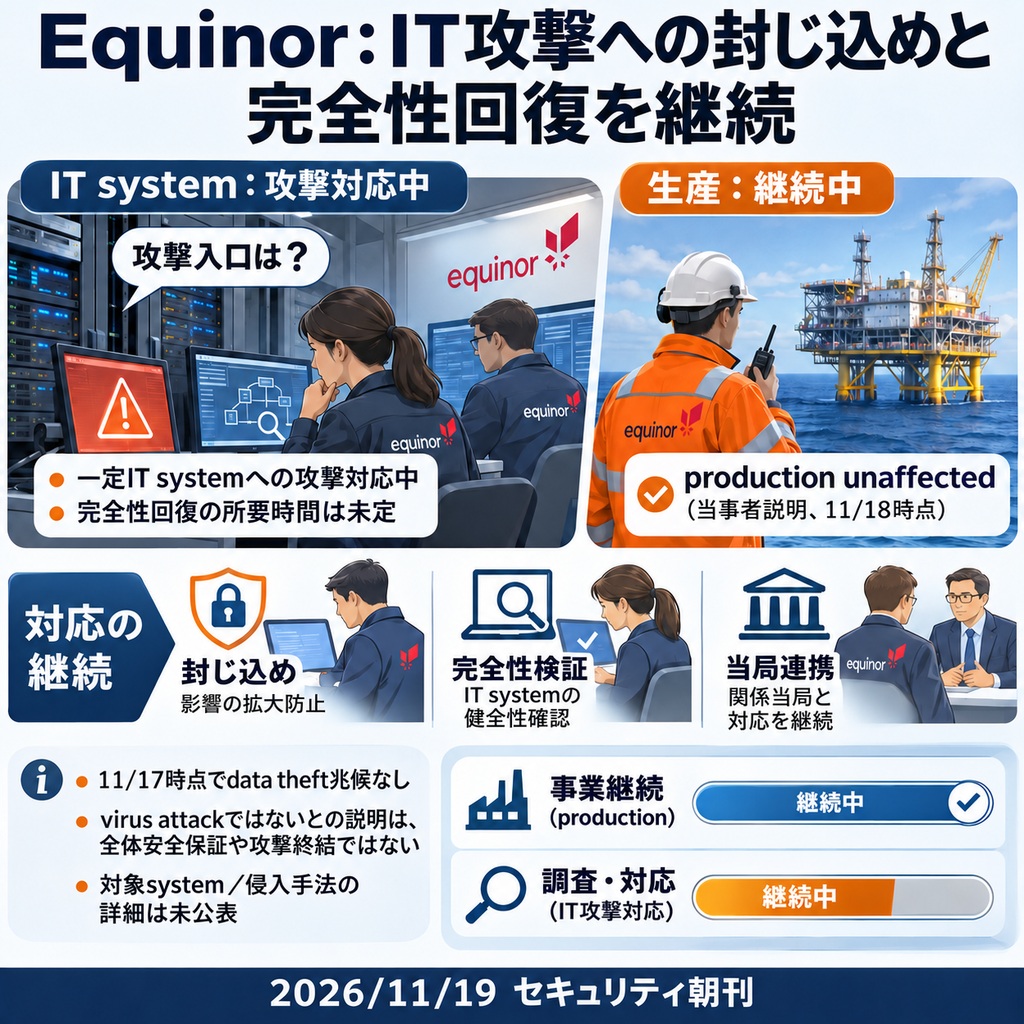 Equinor：IT攻撃への封じ込めと
完全性回復を継続
IT system：攻撃対応中
攻撃入口は？
equinor
equinor
equinor
一定IT systemへの攻撃対応中
完全性回復の所要時間は未定
生産：継続中
equinor
production unaffected
（当事者説明、11/18時点）
対応の
継続
封じ込め
影響の拡大防止
完全性検証
IT systemの
健全性確認
当局連携
関係当局と
対応を継続
equinor
i
11/17時点でdata theft兆候なし
virus attackではないとの説明は、
全体安全保証や攻撃終結ではない
対象system／侵入手法の
詳細は未公表
事業継続
（production）
継続中
調査・対応
（IT攻撃対応）
継続中
2026/11/19 セキュリティ朝刊